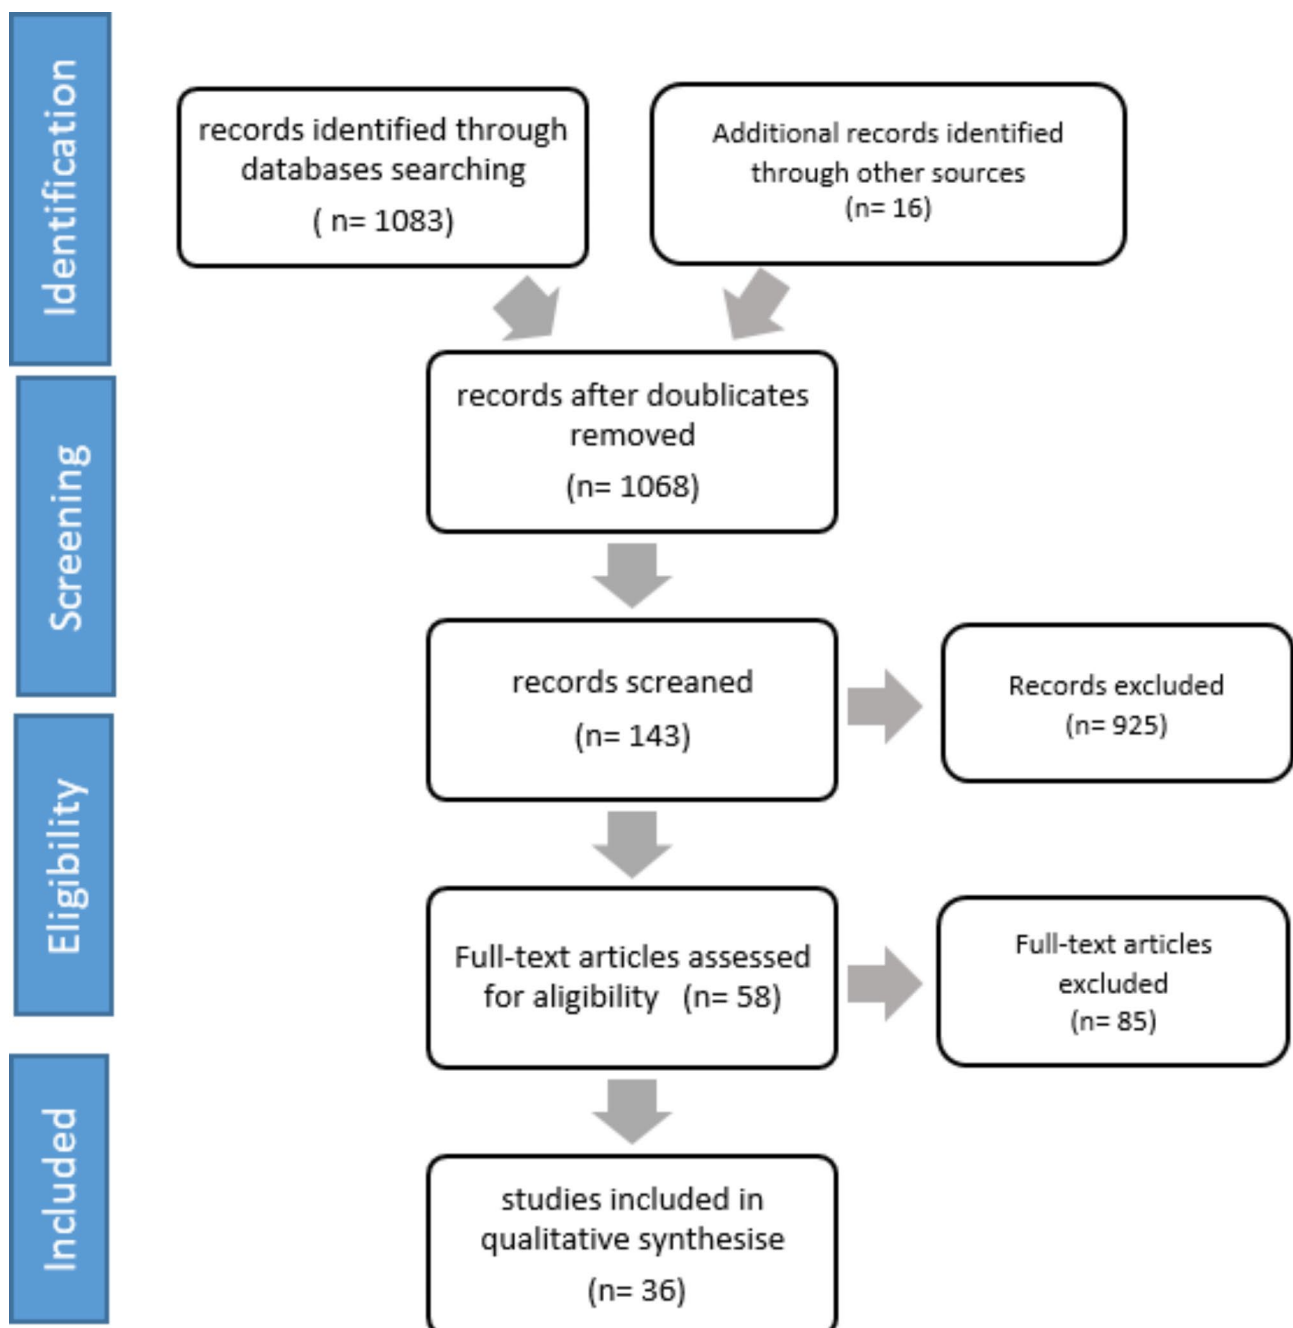 Identification
records identified through
databases searching
( n= 1083)
Additional records identified
through other sources
(n= 16)
Screening
records after doublicates
removed
(n= 1068)
records screaned
(n= 143)
Records excluded
(n= 925)
Eligibility
Full-text articles assessed
for aligibility (n= 58)
Full-text articles
excluded
(n= 85)
Included
studies included in
qualitative synthesise
(n= 36)